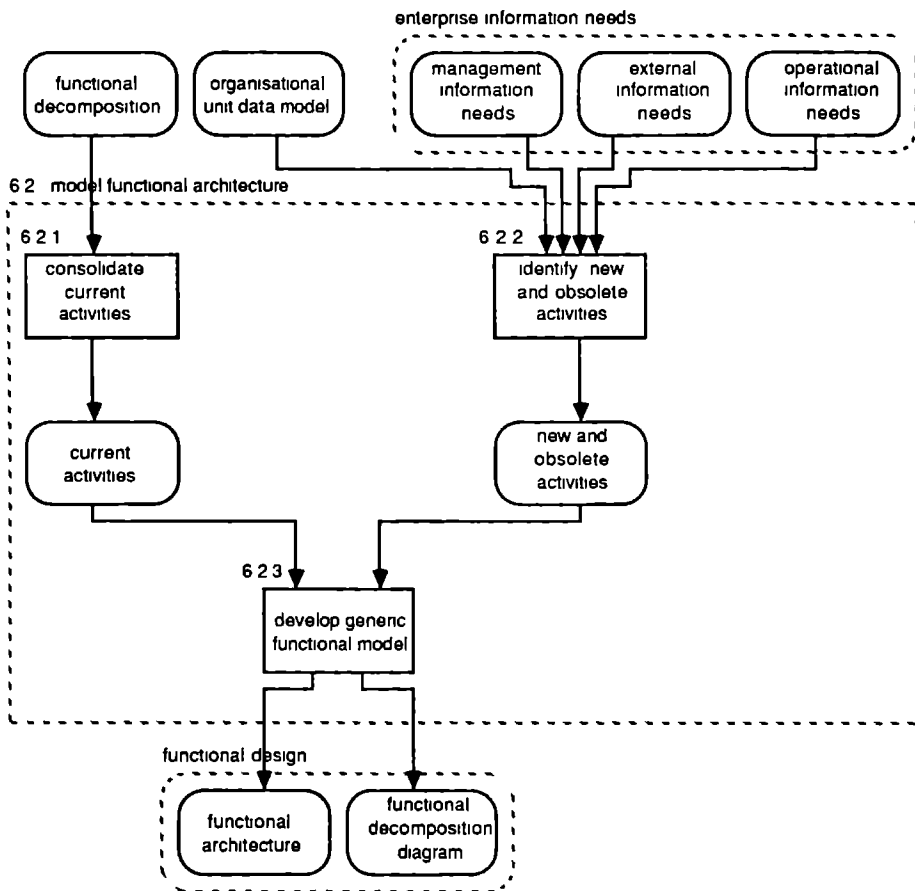 enterprise information needs
functional
decomposition
organisational
unit data model
management
information
needs
external
information
needs
operational
information
needs
6 2 model functional architecture
6 2 1
consolidate
current
activities
6 2 2
identify new
and obsolete
activities
current
activities
new and
obsolete
activities
6 2 3
develop generic
functional model
functional design
functional
architecture
functional
decomposition
diagram